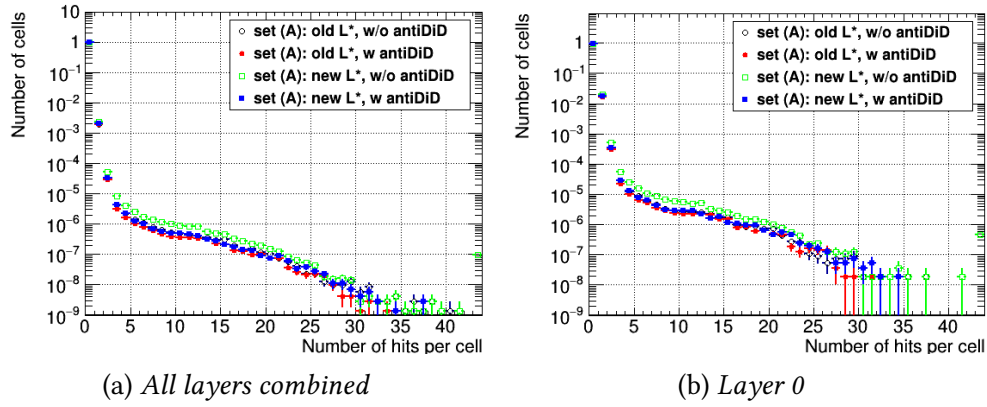 Number of cells
10
1
10⁻¹
10⁻²
10⁻³
10⁻⁴
10⁻⁵
10⁻⁶
10⁻⁷
10⁻⁸
10⁻⁹
0 5 10 15 20 25 30 35 40
Number of hits per cell
set (A): old L*, w/o antiDiD
set (A): old L*, w antiDiD
set (A): new L*, w/o antiDiD
set (A): new L*, w antiDiD
(a) All layers combined
Number of cells
1
10⁻¹
10⁻²
10⁻³
10⁻⁴
10⁻⁵
10⁻⁶
10⁻⁷
10⁻⁸
10⁻⁹
0 5 10 15 20 25 30 35 40
Number of hits per cell
set (A): old L*, w/o antiDiD
set (A): old L*, w antiDiD
set (A): new L*, w/o antiDiD
set (A): new L*, w antiDiD
(b) Layer 0